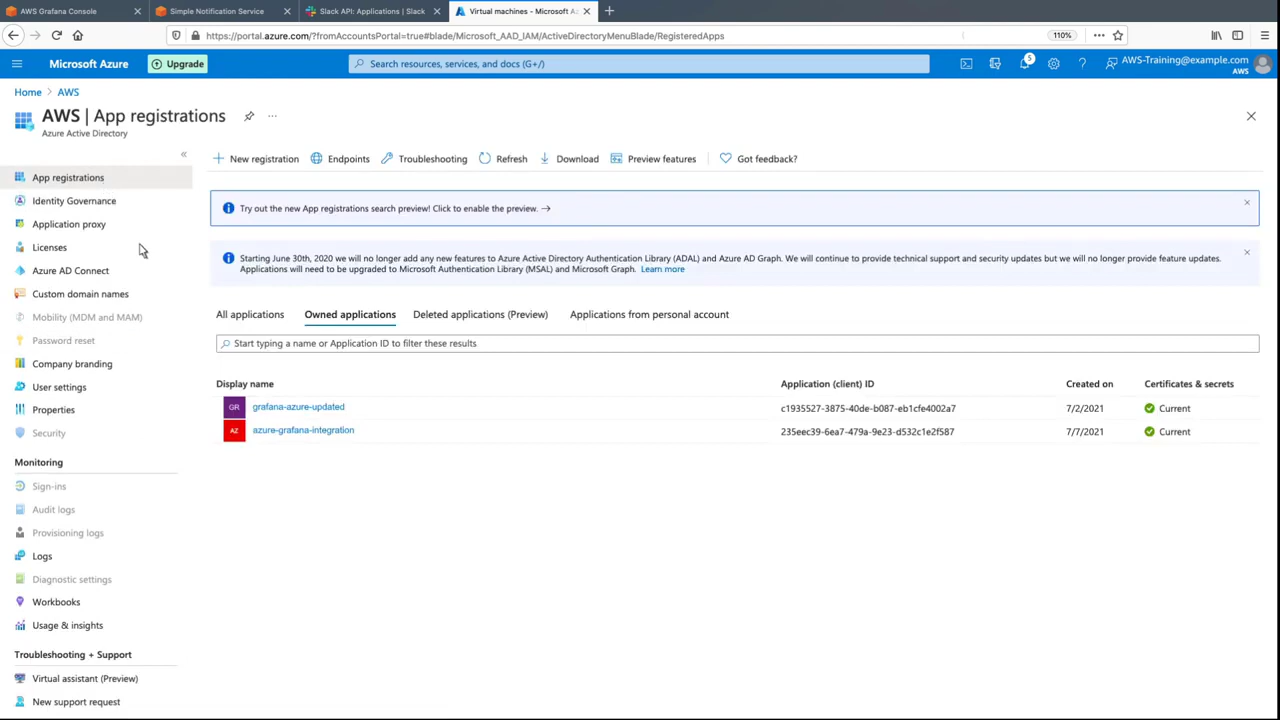 AWS Grafana Console
Simple Notification Service
Slack API: Applications | Slack
Virtual machines - Microsoft Az
https://portal.azure.com/?fromAccountsPortal=true#blade/Microsoft_AAD_IAM/ActiveDirectoryMenuBlade/RegisteredApps
110%
Microsoft Azure
Upgrade
Search resources, services, and docs (G+/)
5
AWS-Training@example.com
AWS
Home > AWS
AWS | App registrations
Azure Active Directory
New registration
Endpoints
Troubleshooting
Refresh
Download
Preview features
Got feedback?
App registrations
Identity Governance
Application proxy
Licenses
Azure AD Connect
Custom domain names
Mobility (MDM and MAM)
Password reset
Company branding
User settings
Properties
Security
Monitoring
Sign-ins
Audit logs
Provisioning logs
Logs
Diagnostic settings
Workbooks
Usage & insights
Troubleshooting + Support
Virtual assistant (Preview)
New support request
Try out the new App registrations search preview! Click to enable the preview. →
Starting June 30th, 2020 we will no longer add any new features to Azure Active Directory Authentication Library (ADAL) and Azure AD Graph. We will continue to provide technical support and security updates but we will no longer provide feature updates.
Applications will need to be upgraded to Microsoft Authentication Library (MSAL) and Microsoft Graph. Learn more
All applications
Owned applications
Deleted applications (Preview)
Applications from personal account
Start typing a name or Application ID to filter these results
Display name
Application (client) ID
Created on
Certificates & secrets
GR
grafana-azure-updated
c1935527-3875-40de-b087-eb1cfe4002a7
7/2/2021
Current
AZ
azure-grafana-integration
235eec39-6ea7-479a-9e23-d532c1e2f587
7/7/2021
Current